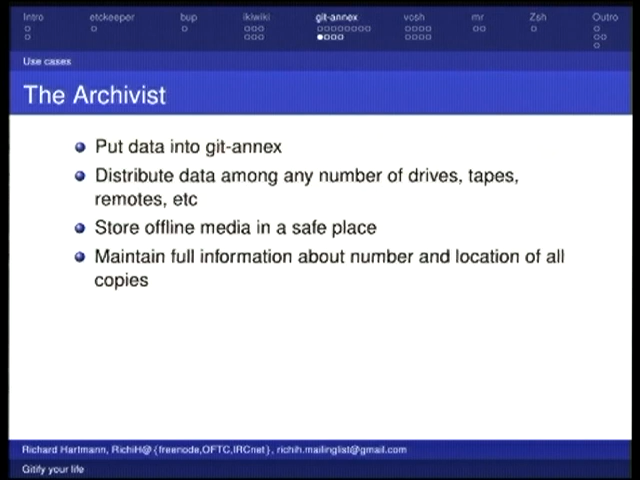 Intro etckeeper bup ikiwiki git-annex vcsh mr Zsh Outro
Use cases
The Archivist
Put data into git-annex
Distribute data among any number of drives, tapes,
remotes, etc
Store offline media in a safe place
Maintain full information about number and location of all
copies
Richard Hartmann, RichiH@{freenode,OFTC,IRCnet}, richih.mailinglist@gmail.com
Gitify your life